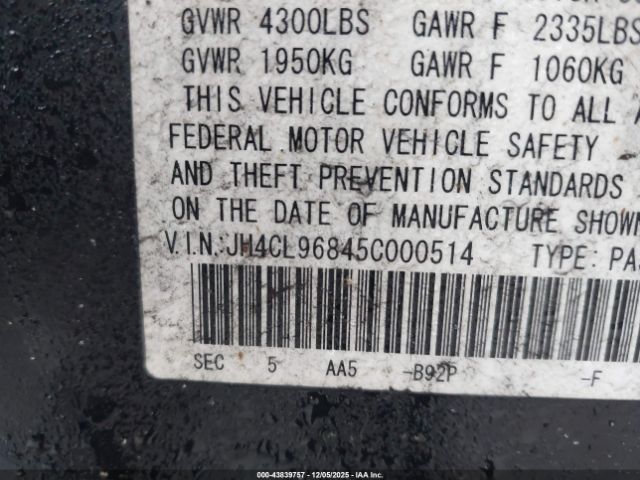 GVWR 4300LBS GAWR F 2335LBS
GVWR 1950KG GAWR F 1060KG
THIS VEHICLE CONFORMS TO ALL
FEDERAL MOTOR VEHICLE SAFETY
AND THEFT PREVENTION STANDARDS
ON THE DATE OF MANUFACTURE SHOWN
V.I.N.:JH4CL96845C000514 TYPE:PA
SEC 5 AA5 -B92P -F
©2000 - 43839757 - 12/05/2025 - IAA Inc.